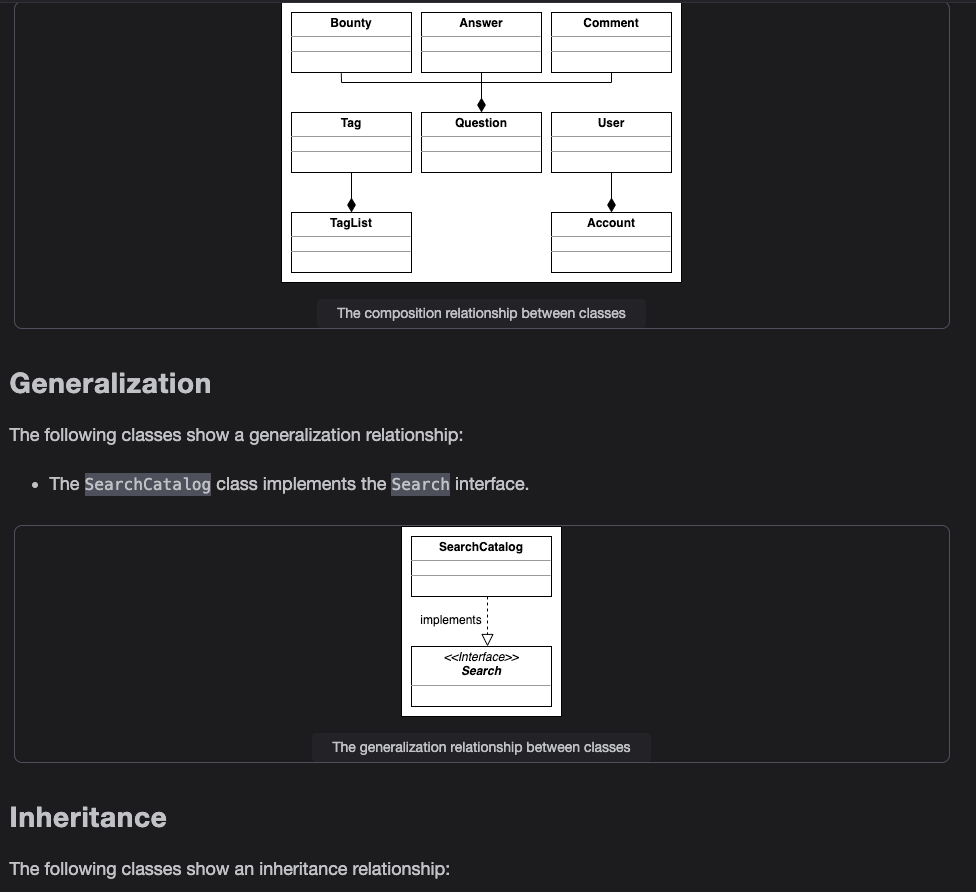 Bounty Answer Comment
Tag Question User
TagList Account
The composition relationship between classes
Generalization
The following classes show a generalization relationship:
• The SearchCatalog class implements the Search interface.
SearchCatalog
implements
<<Interface>>
Search
The generalization relationship between classes
Inheritance
The following classes show an inheritance relationship: